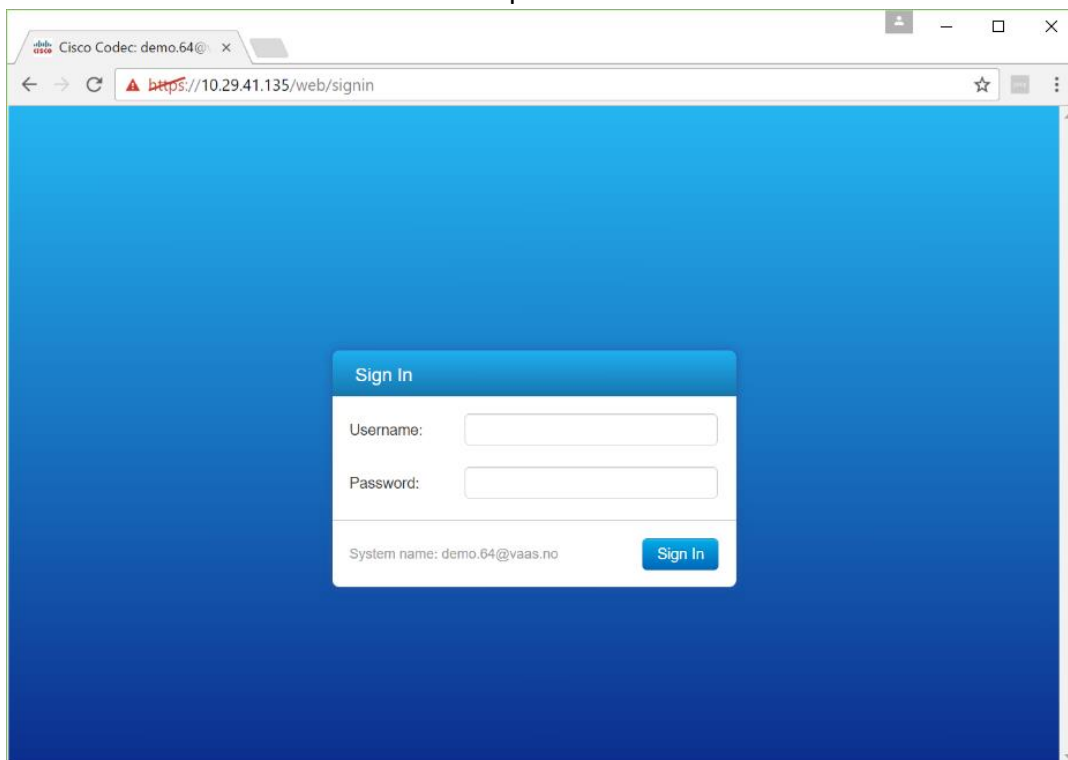 Cisco Codec: demo.64@
https://10.29.41.135/web/signin
Sign In
Username:
Password:
System name: demo.64@vaas.no
Sign In